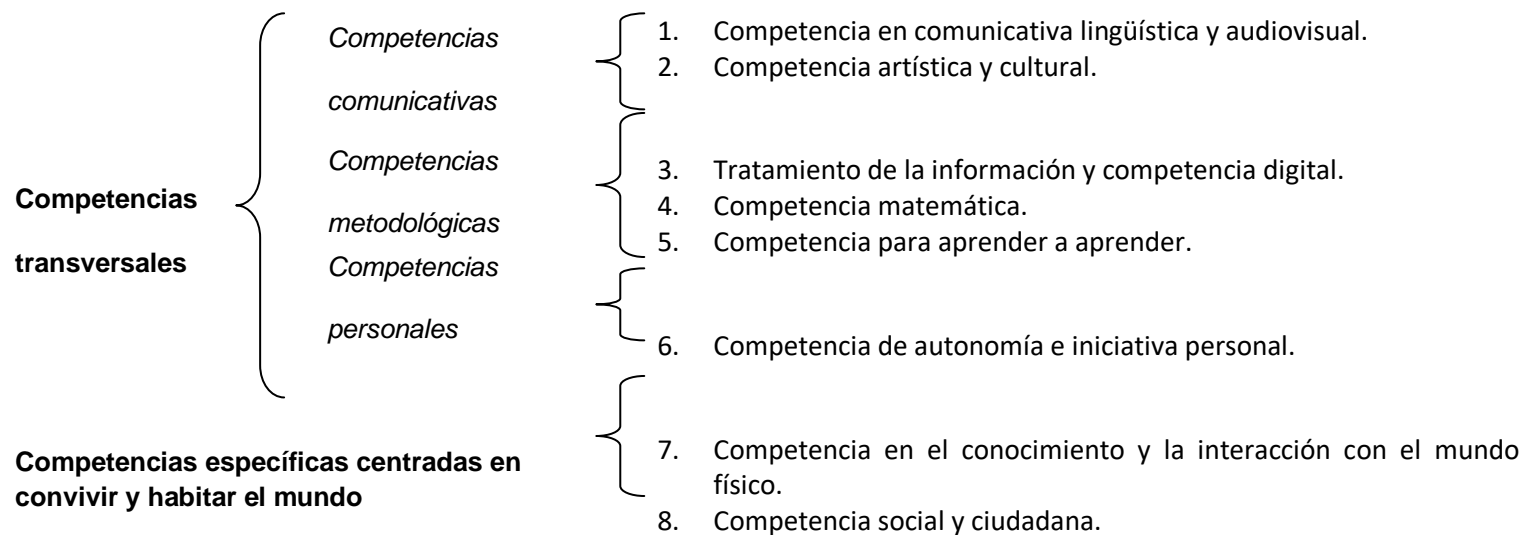 Competencias
transversales
Competencias
comunicativas
Competencias
metodológicas
Competencias
personales
1. Competencia en comunicativa lingüística y audiovisual.
2. Competencia artística y cultural.
3. Tratamiento de la información y competencia digital.
4. Competencia matemática.
5. Competencia para aprender a aprender.
6. Competencia de autonomía e iniciativa personal.
Competencias específicas centradas en
convivir y habitar el mundo
7. Competencia en el conocimiento y la interacción con el mundo
físico.
8. Competencia social y ciudadana.